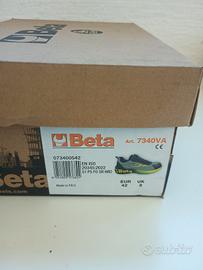 Beta
Art. 7340VA
CE
073400542
EN ISO
20345:2022
S1 PS FO SR HRO
EUR UK
42 8
Made in P.R.C.
subito